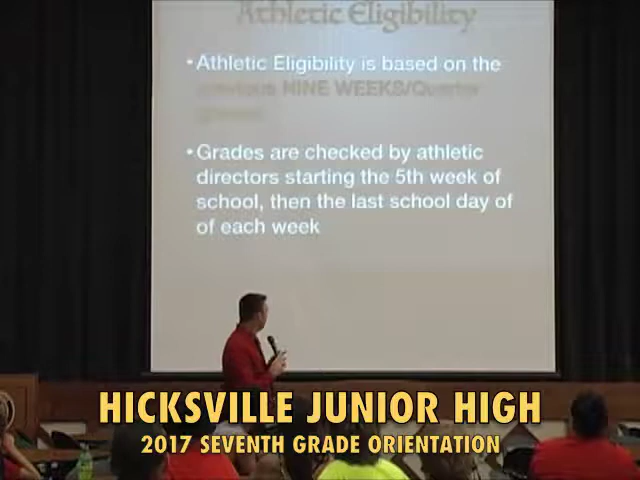 Athletic Eligibility
• Athletic Eligibility is based on the
previous NINE WEEKS/Quarter
grades
• Grades are checked by athletic
directors starting the 5th week of
school, then the last school day of
of each week
HICKSVILLE JUNIOR HIGH
2017 SEVENTH GRADE ORIENTATION